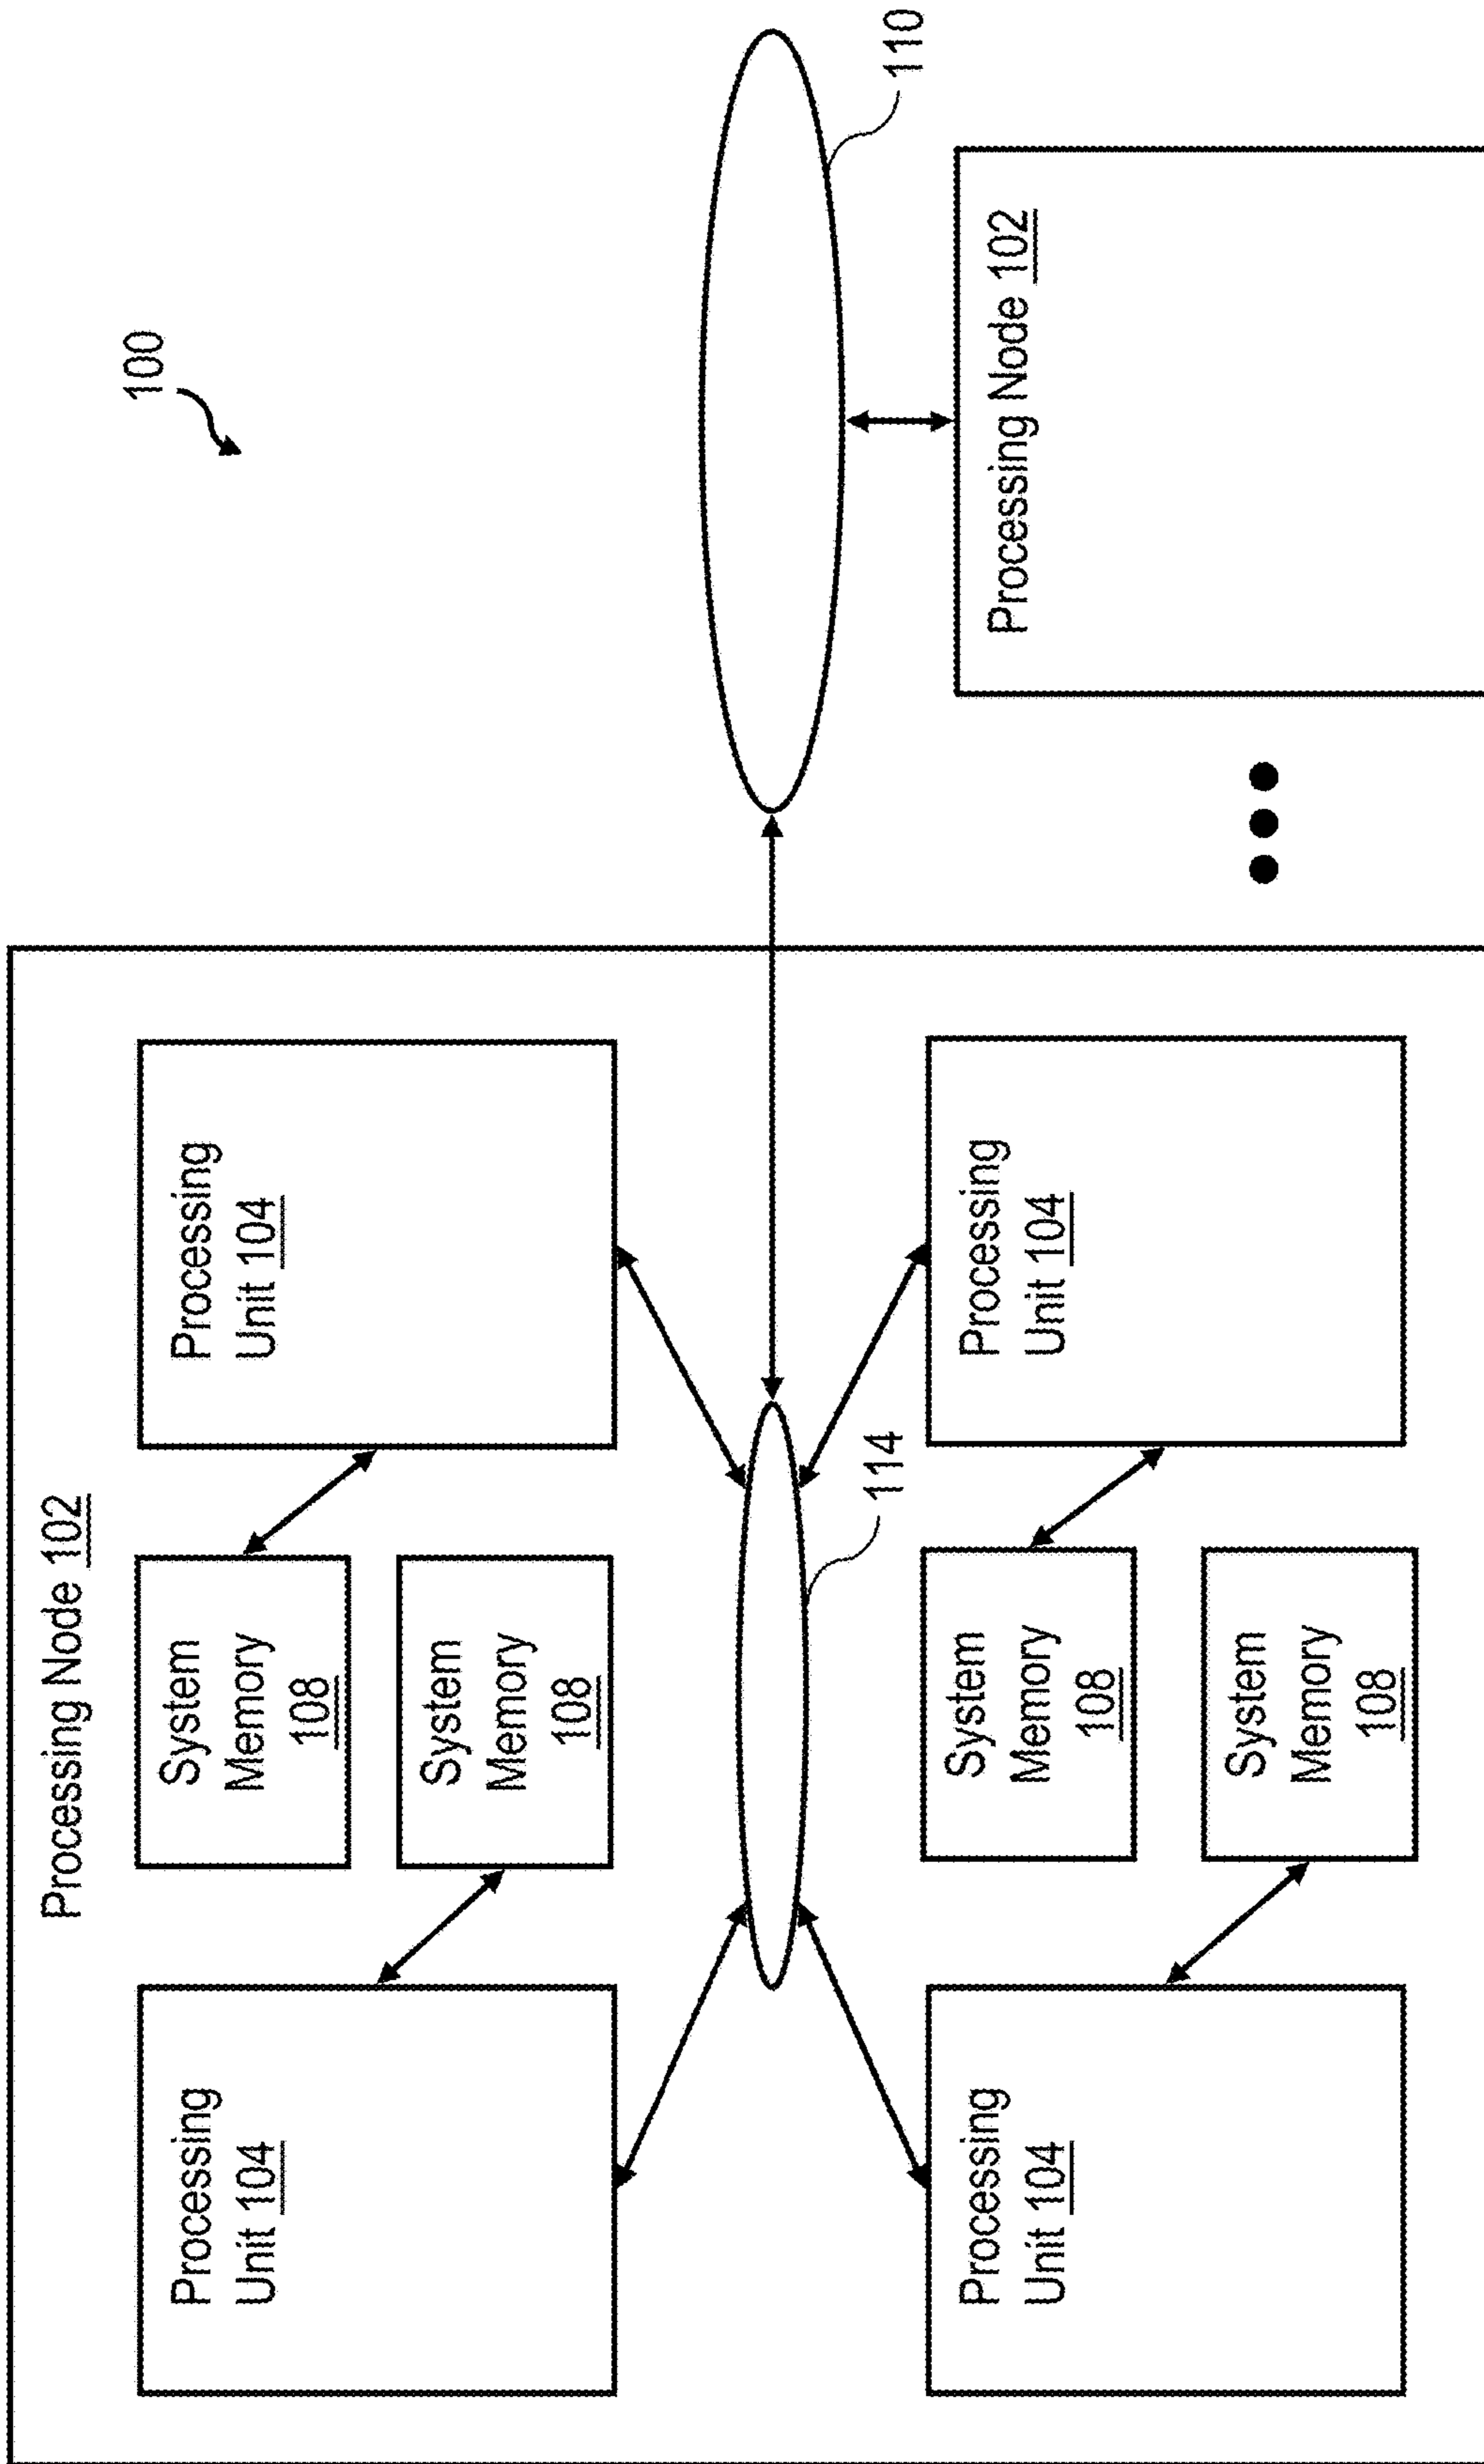 Processing Node 102
100
Processing
Unit 104
System
Memory
108
System
Memory
108
Processing
Unit 104
114
110
Processing
Unit 104
System
Memory
108
System
Memory
108
Processing
Unit 104
Processing Node 102